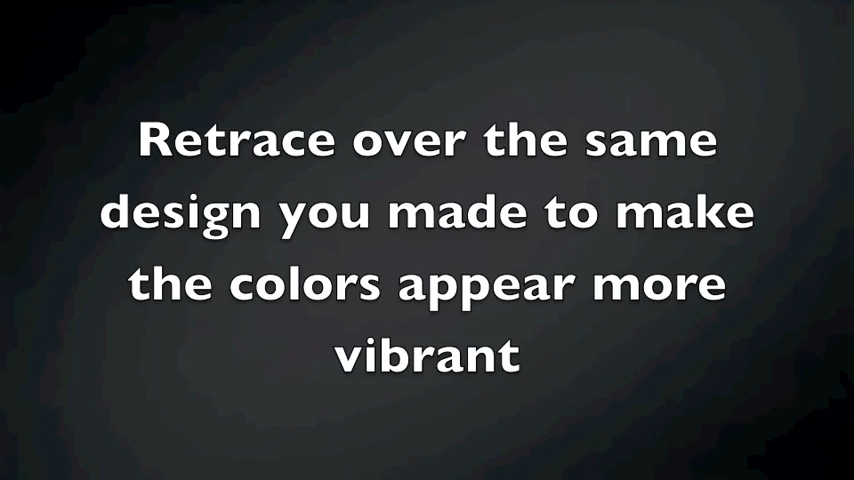 Retrace over the same
design you made to make
the colors appear more
vibrant